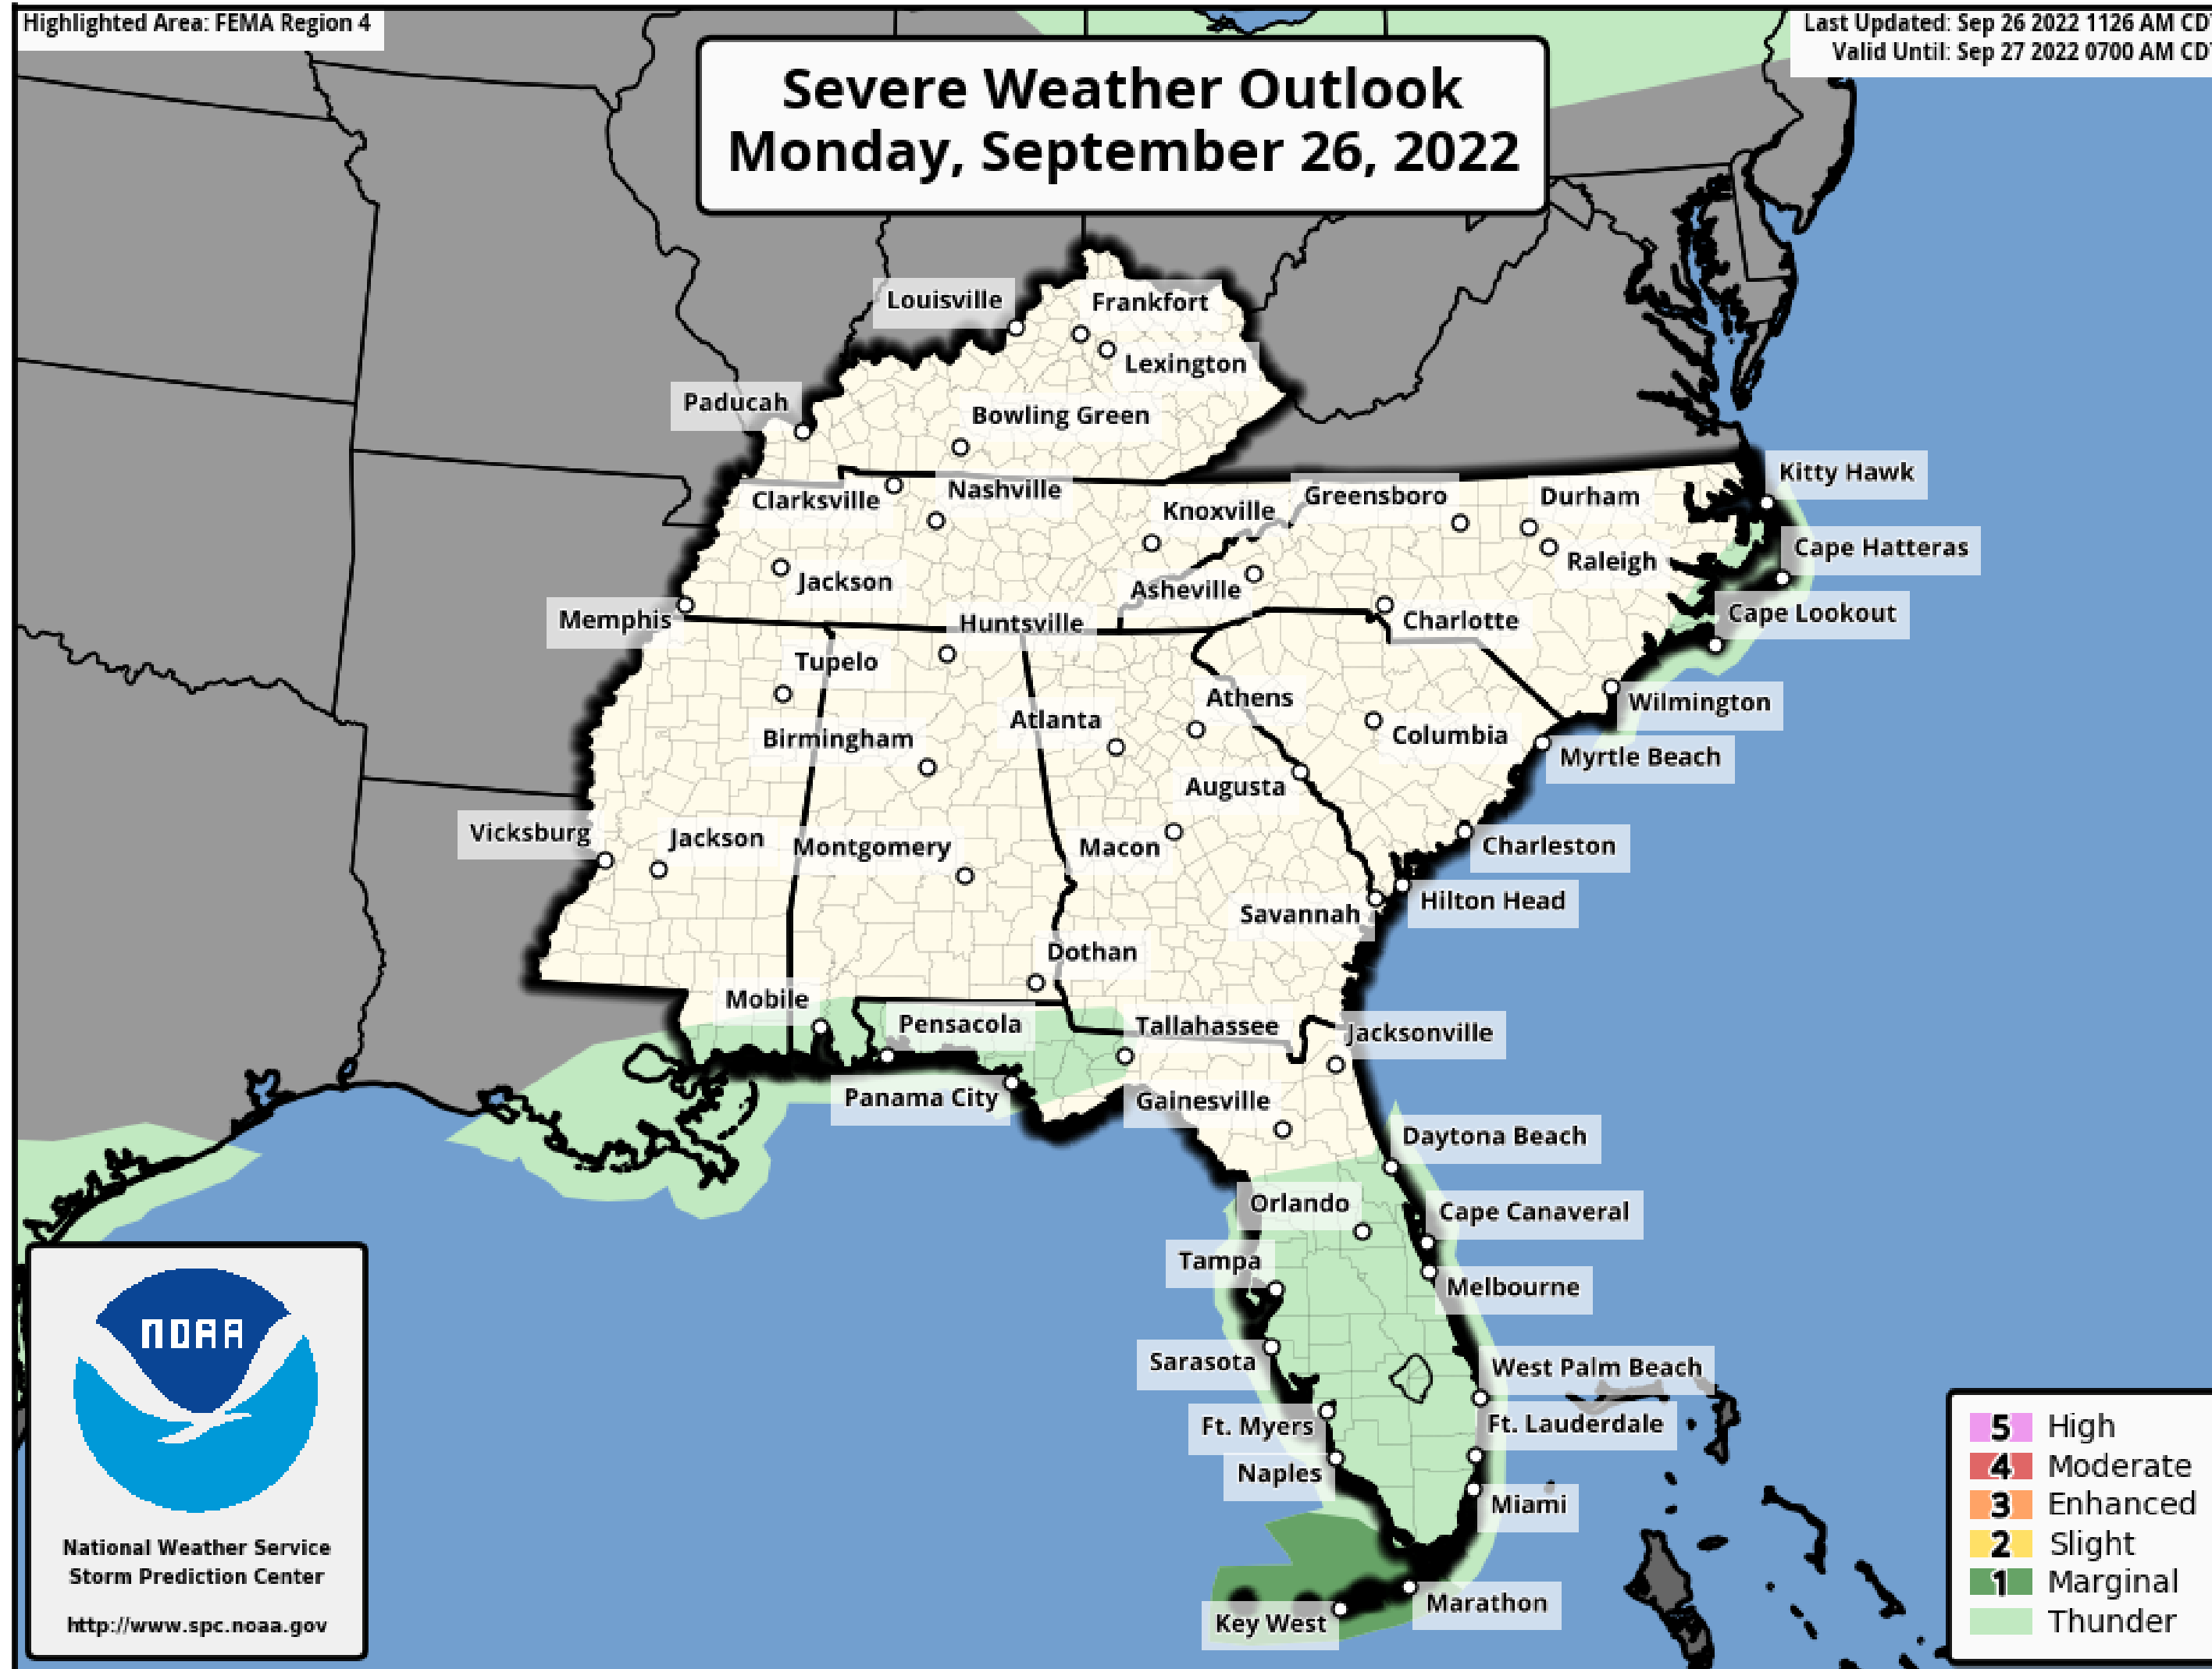 Highlighted Area: FEMA Region 4
Last Updated: Sep 26 2022 1126 AM CD
Valid Until: Sep 27 2022 0700 AM CD
Severe Weather Outlook
Monday, September 26, 2022
Louisville
Frankfort
Lexington
Paducah
Bowling Green
Kitty Hawk
Clarksville
Nashville
Knoxville
Greensboro
Durham
Cape Hatteras
Raleigh
Jackson
Asheville
Memphis
Huntsville
Charlotte
Cape Lookout
Tupelo
Athens
Wilmington
Atlanta
Birmingham
Columbia
Myrtle Beach
Augusta
Vicksburg
Jackson
Montgomery
Macon
Charleston
Hilton Head
Savannah
Dothan
Mobile
Pensacola
Tallahassee
Jacksonville
Panama City
Gainesville
Daytona Beach
Orlando
Cape Canaveral
Tampa
Melbourne
Sarasota
West Palm Beach
Ft. Myers
Ft. Lauderdale
Naples
Miami
Marathon
Key West
NOAA
National Weather Service
Storm Prediction Center
http://www.spc.noaa.gov
5 High
4 Moderate
3 Enhanced
2 Slight
1 Marginal
Thunder